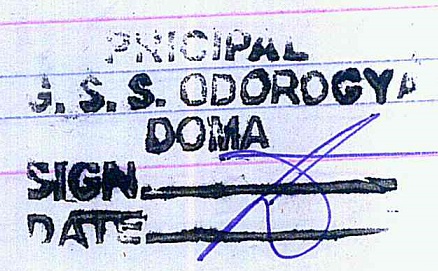 PRICIPAL
G. S. S. ODOROGYA
DOMA
SIGN.
DATE